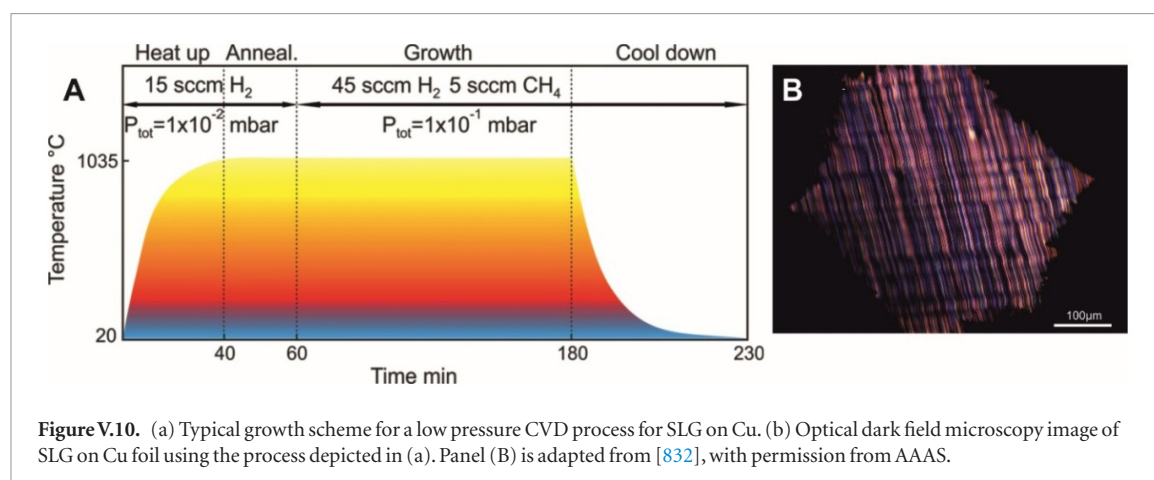 Heat up Anneal. Growth Cool down
A 15 sccm H₂ 45 sccm H₂ 5 sccm CH₄ B
Pₜₒₜ=1x10⁻² mbar Pₜₒₜ=1x10⁻¹ mbar
1035
Temperature °C
20
40 60 180 230
Time min
100µm
Figure V.10. (a) Typical growth scheme for a low pressure CVD process for SLG on Cu. (b) Optical dark field microscopy image of
SLG on Cu foil using the process depicted in (a). Panel (B) is adapted from [832], with permission from AAAS.